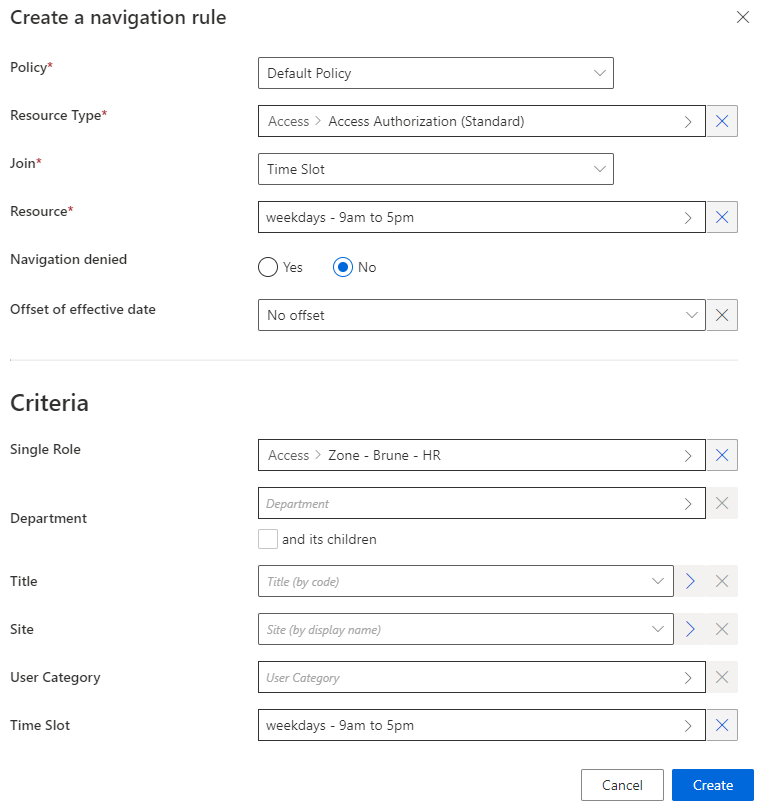 Create a navigation rule
Policy*
Default Policy
Resource Type*
Access > Access Authorization (Standard)
Join*
Time Slot
Resource*
weekdays - 9am to 5pm
Navigation denied
Yes
No
Offset of effective date
No offset
Criteria
Single Role
Access > Zone - Brune - HR
Department
Department
and its children
Title
Title (by code)
Site
Site (by display name)
User Category
User Category
Time Slot
weekdays - 9am to 5pm
Cancel
Create